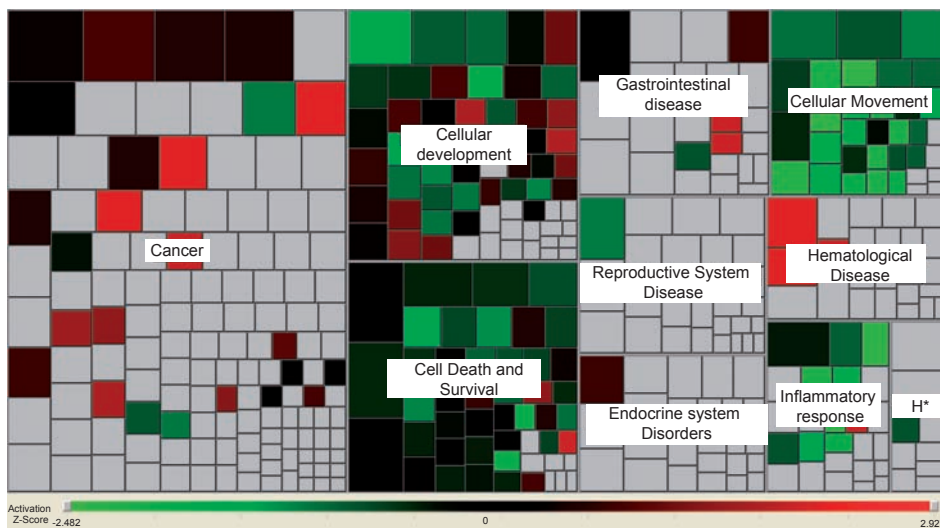 Cellular
development
Gastrointestinal
disease
Cellular Movement
Cancer
Reproductive System
Disease
Hematological
Disease
Cell Death and
Survival
Endocrine system
Disorders
Inflammatory
response
H*
Activation
Z-Score
-2.482
0
2.92